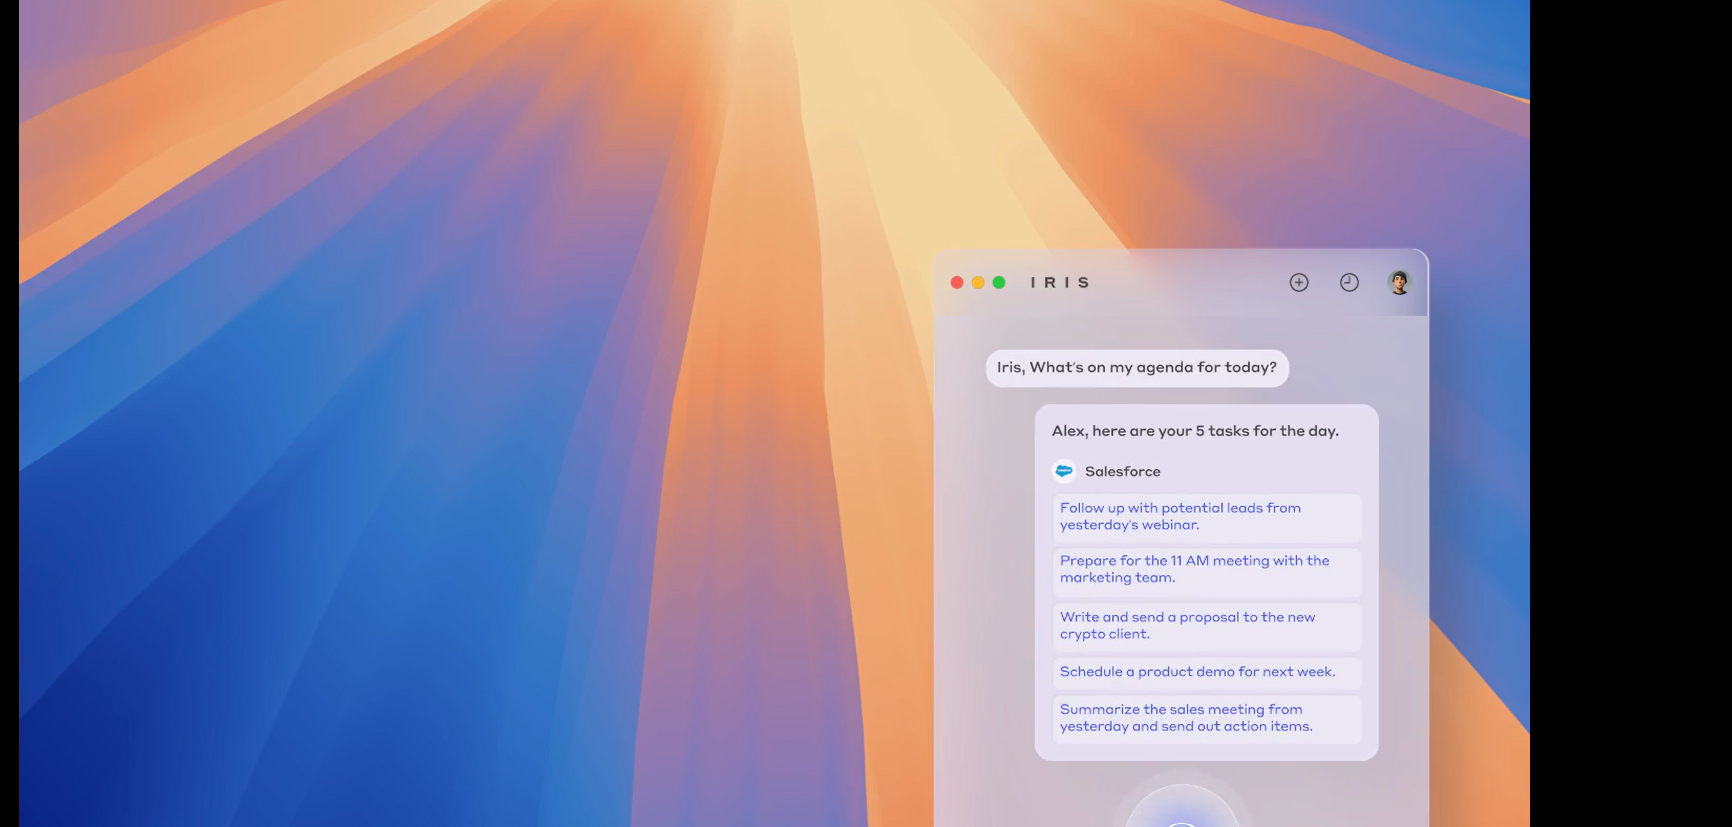 IRIS
Iris, What's on my agenda for today?
Alex, here are your 5 tasks for the day.
Salesforce
Follow up with potential leads from
yesterday's webinar.
Prepare for the 11 AM meeting with the
marketing team.
Write and send a proposal to the new
crypto client.
Schedule a product demo for next week.
Summarize the sales meeting from
yesterday and send out action items.